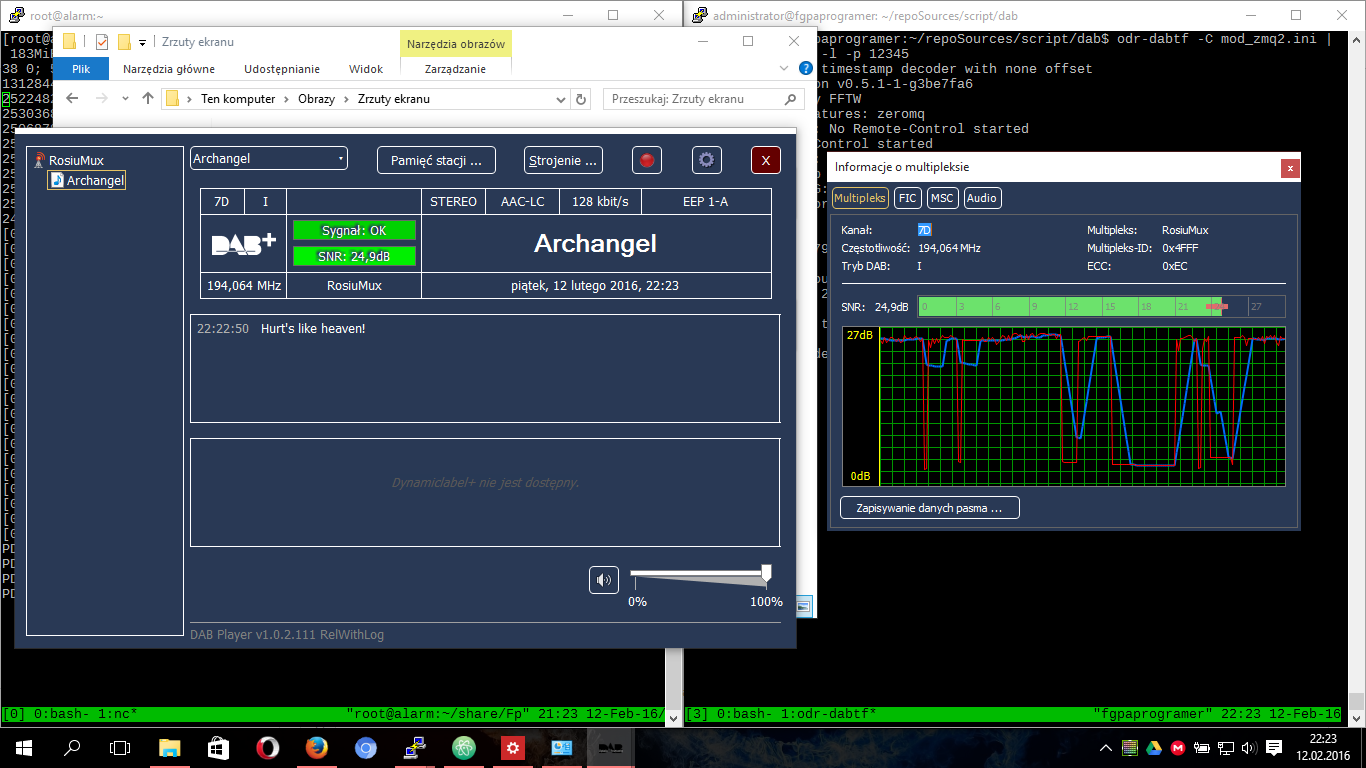 root@alarm:~
administrator@fgpaprogramer: ~/repoSources/script/dab
[root@al
183Mi
38 0; 5
131284
2522482
253036
Zrzuty ekranu
Narzędzia obrazów
Plik
Narzędzia główne
Udostępnianie
Widok
Zarządzanie
Ten komputer
Obrazy
Zrzuty ekranu
Przeszukaj: Zrzuty ekranu
paprogramer:~/repoSources/script/dab$ odr-dabtf -C mod_zmq2.ini |
-l -p 12345
timestamp decoder with none offset
on v0.5.1-1-g3be7fa6
y FFTW
atures: zeromq
: No Remote-Control started
Control started
RosiuMux
Archangel
Archangel
Pamięć stacji ...
Strojenie ...
X
7D
I
STEREO
AAC-LC
128 kbit/s
EEP 1-A
DAB+
Sygnał: OK
SNR: 24,9dB
Archangel
194,064 MHz
RosiuMux
piątek, 12 lutego 2016, 22:23
22:22:50 Hurt's like heaven!
Dynamiclabel+ nie jest dostępny.
0%
100%
DAB Player v1.0.2.111 RelWithLog
PD
PD
PD
PD
Informacje o multipleksie
x
Multipleks
FIC
MSC
Audio
Kanał: 7D
Multipleks: RosiuMux
Częstotliwość: 194,064 MHz
Multipleks-ID: 0x4FFF
Tryb DAB: I
ECC: 0xEC
SNR: 24,9dB
0 3 6 9 12 15 18 21 27
27dB
0dB
Zapisywanie danych pasma ...
[0] 0:bash- 1:nc*
"root@alarm:~/share/Fp" 21:23 12-Feb-16/
[3] 0:bash- 1:odr-dabtf*
"fgpaprogramer" 22:23 12-Feb-16
DAB
22:23
12.02.2016